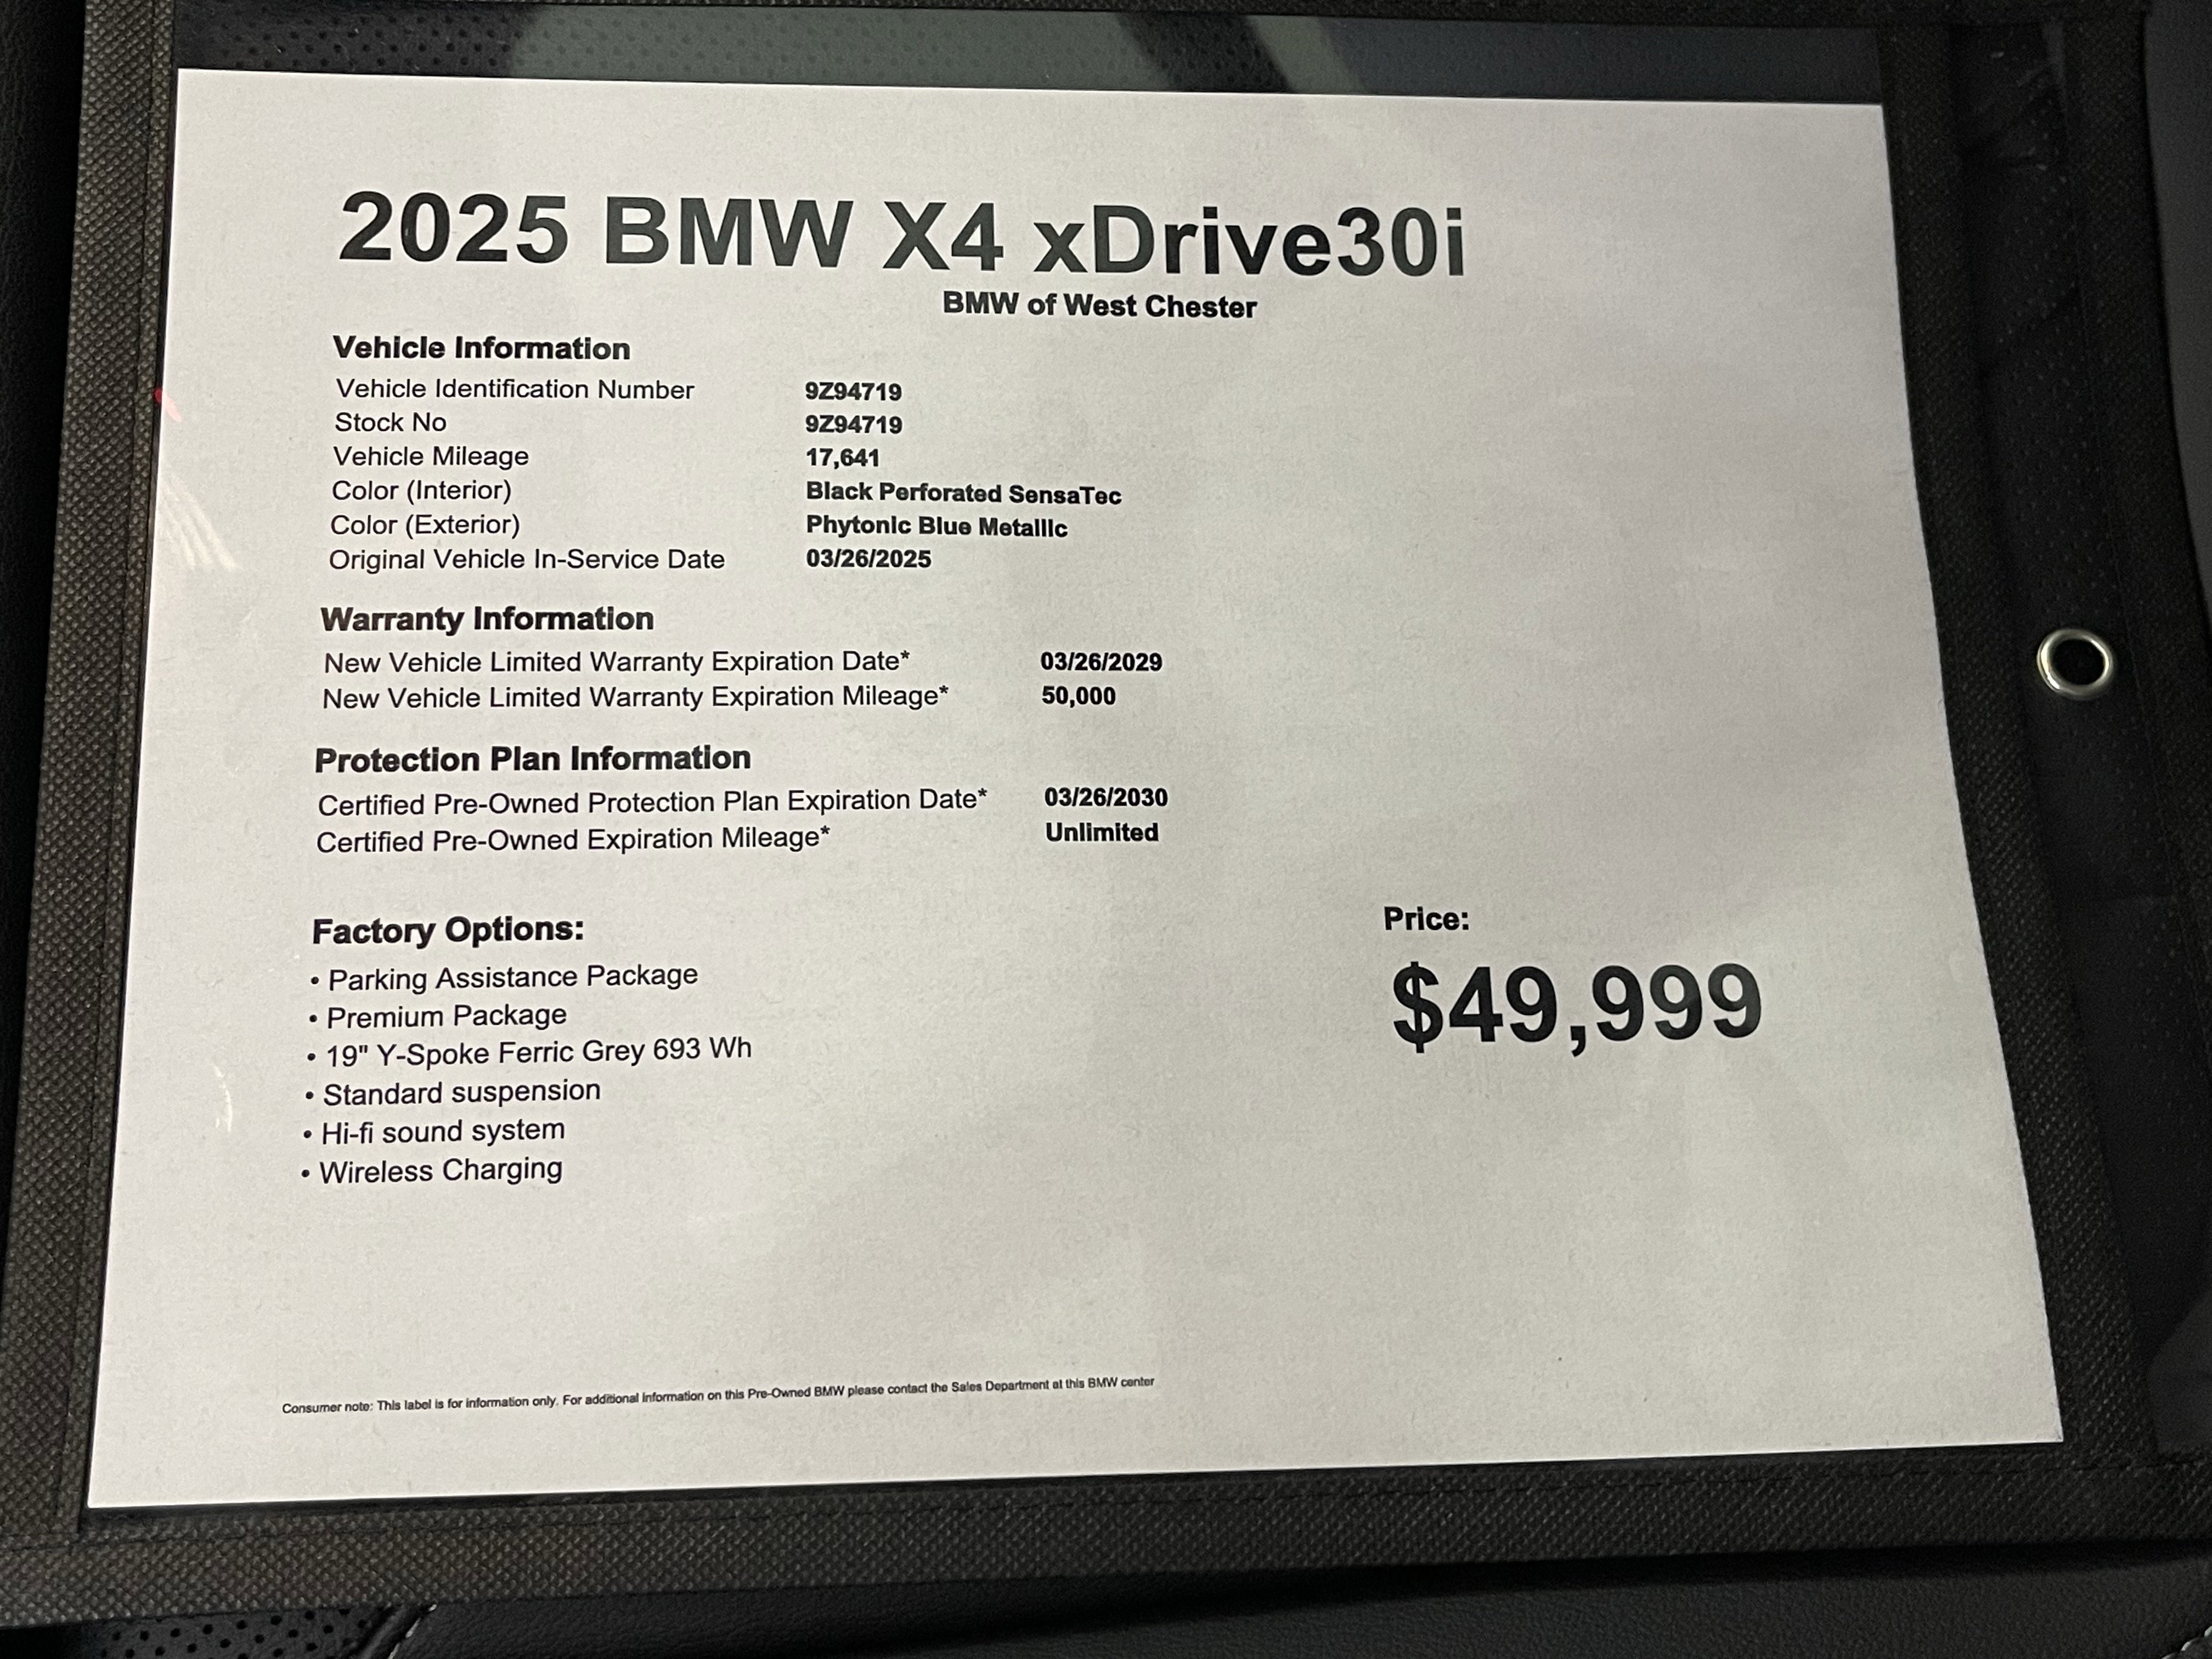 2025 BMW X4 xDrive30i
BMW of West Chester
Vehicle Information
Vehicle Identification Number 9Z94719
Stock No 9Z94719
Vehicle Mileage 17,641
Color (Interior) Black Perforated SensaTec
Color (Exterior) Phytonic Blue Metallic
Original Vehicle In-Service Date 03/26/2025
Warranty Information
New Vehicle Limited Warranty Expiration Date* 03/26/2029
New Vehicle Limited Warranty Expiration Mileage* 50,000
Protection Plan Information
Certified Pre-Owned Protection Plan Expiration Date* 03/26/2030
Certified Pre-Owned Expiration Mileage* Unlimited
Factory Options:
• Parking Assistance Package
• Premium Package
• 19" Y-Spoke Ferric Grey 693 Wh
• Standard suspension
• Hi-fi sound system
• Wireless Charging
Price:
$49,999
Consumer note: This label is for information only. For additional information on this Pre-Owned BMW please contact the Sales Department at this BMW center